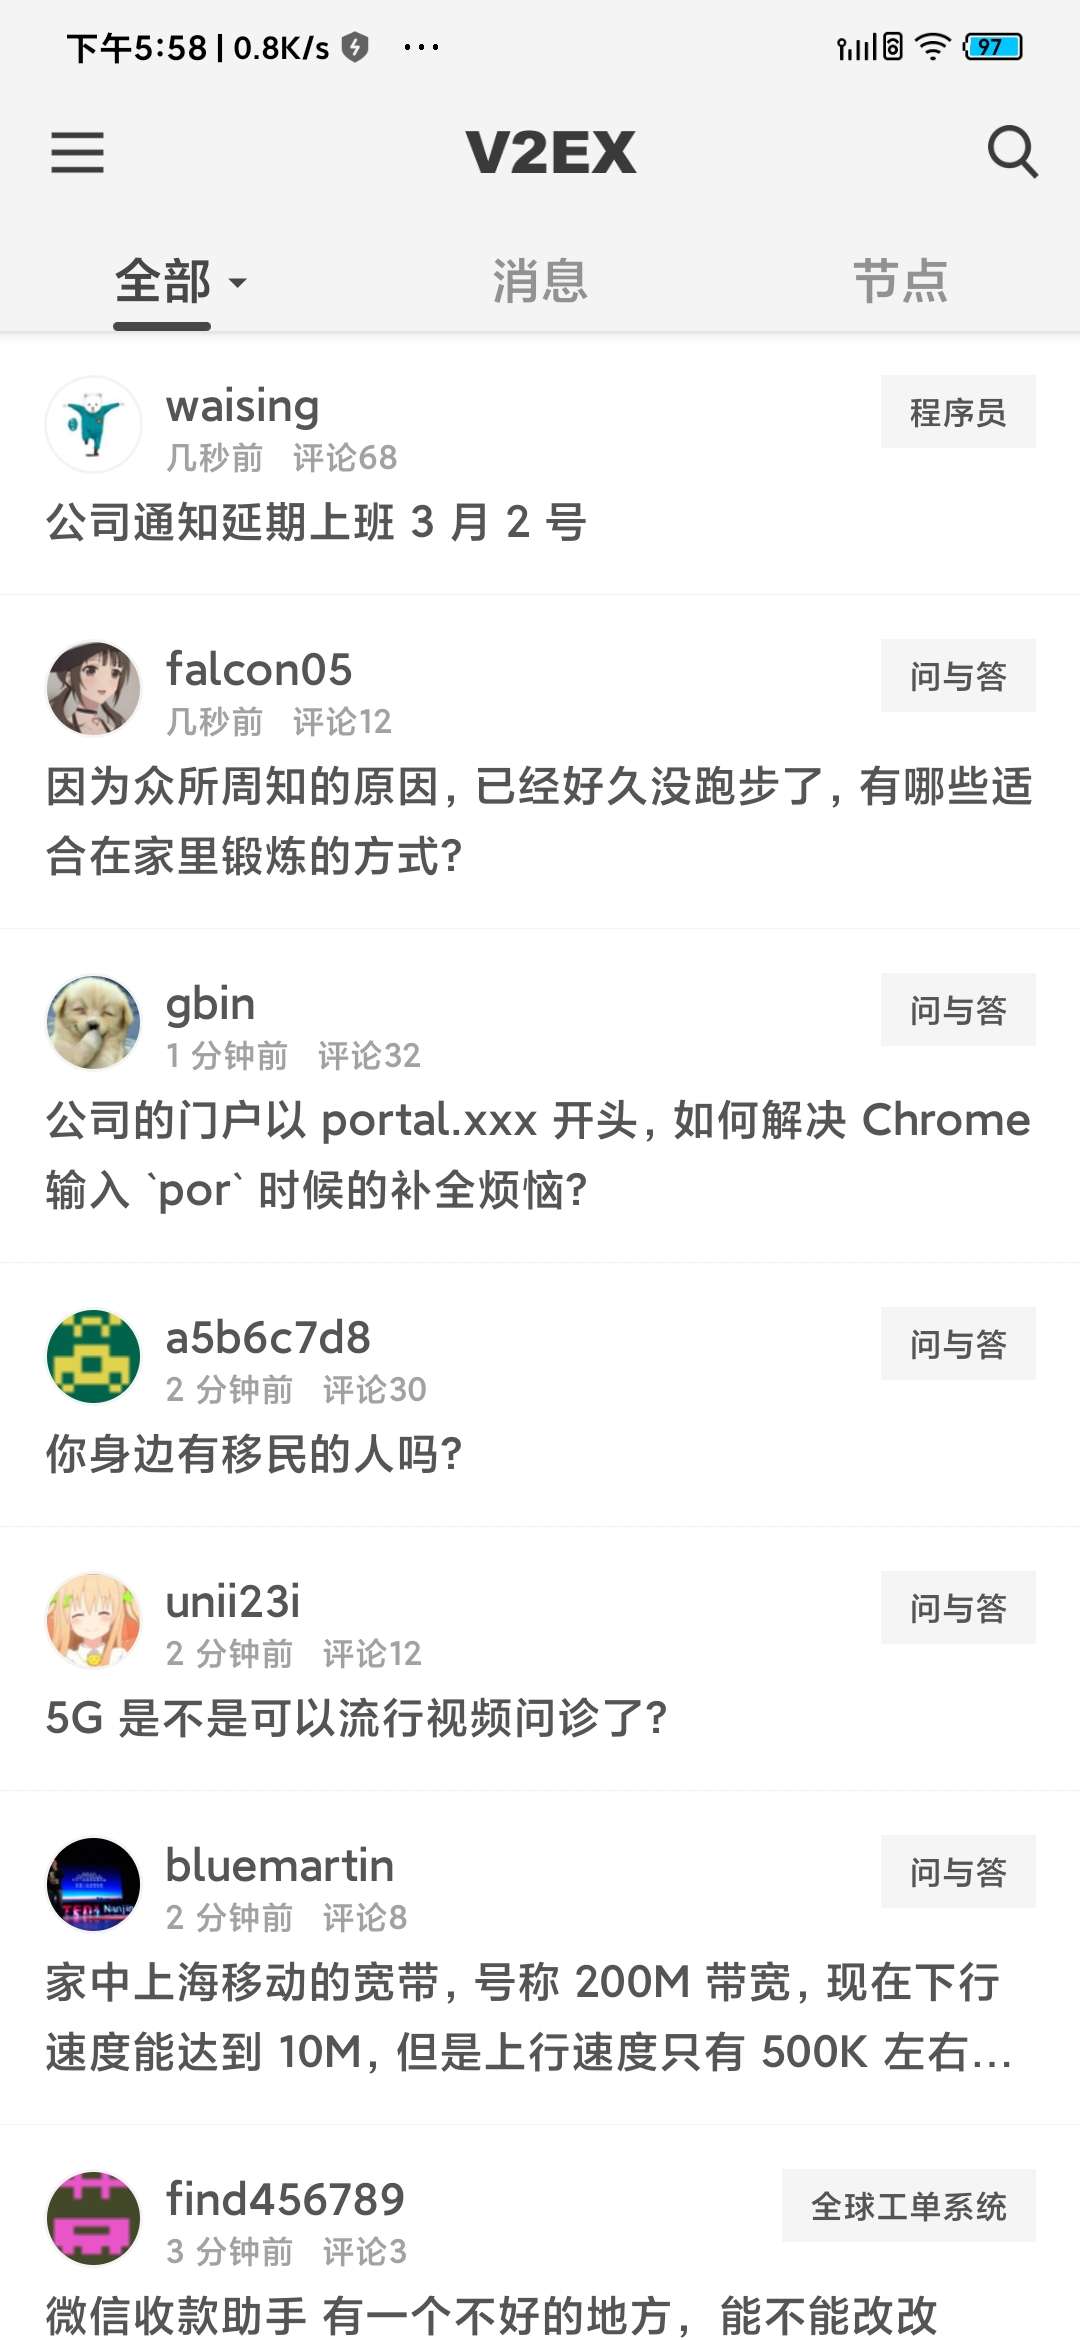 下午5:58 | 0.8K/s ···
97
V2EX
全部
消息
节点
waising
程序员
几秒前 评论68
公司通知延期上班 3 月 2 号
falcon05
问与答
几秒前 评论12
因为众所周知的原因, 已经好久没跑步了, 有哪些适
合在家里锻炼的方式?
gbin
问与答
1 分钟前 评论32
公司的门户以 portal.xxx 开头, 如何解决 Chrome
输入 `por` 时候的补全烦恼?
a5b6c7d8
问与答
2 分钟前 评论30
你身边有移民的人吗?
unii23i
问与答
2 分钟前 评论12
5G 是不是可以流行视频问诊了?
bluemartin
问与答
2 分钟前 评论8
家中上海移动的宽带, 号称 200M 带宽, 现在下行
速度能达到 10M, 但是上行速度只有 500K 左右...
find456789
全球工单系统
3 分钟前 评论3
微信收款助手 有一个不好的地方，能不能改改